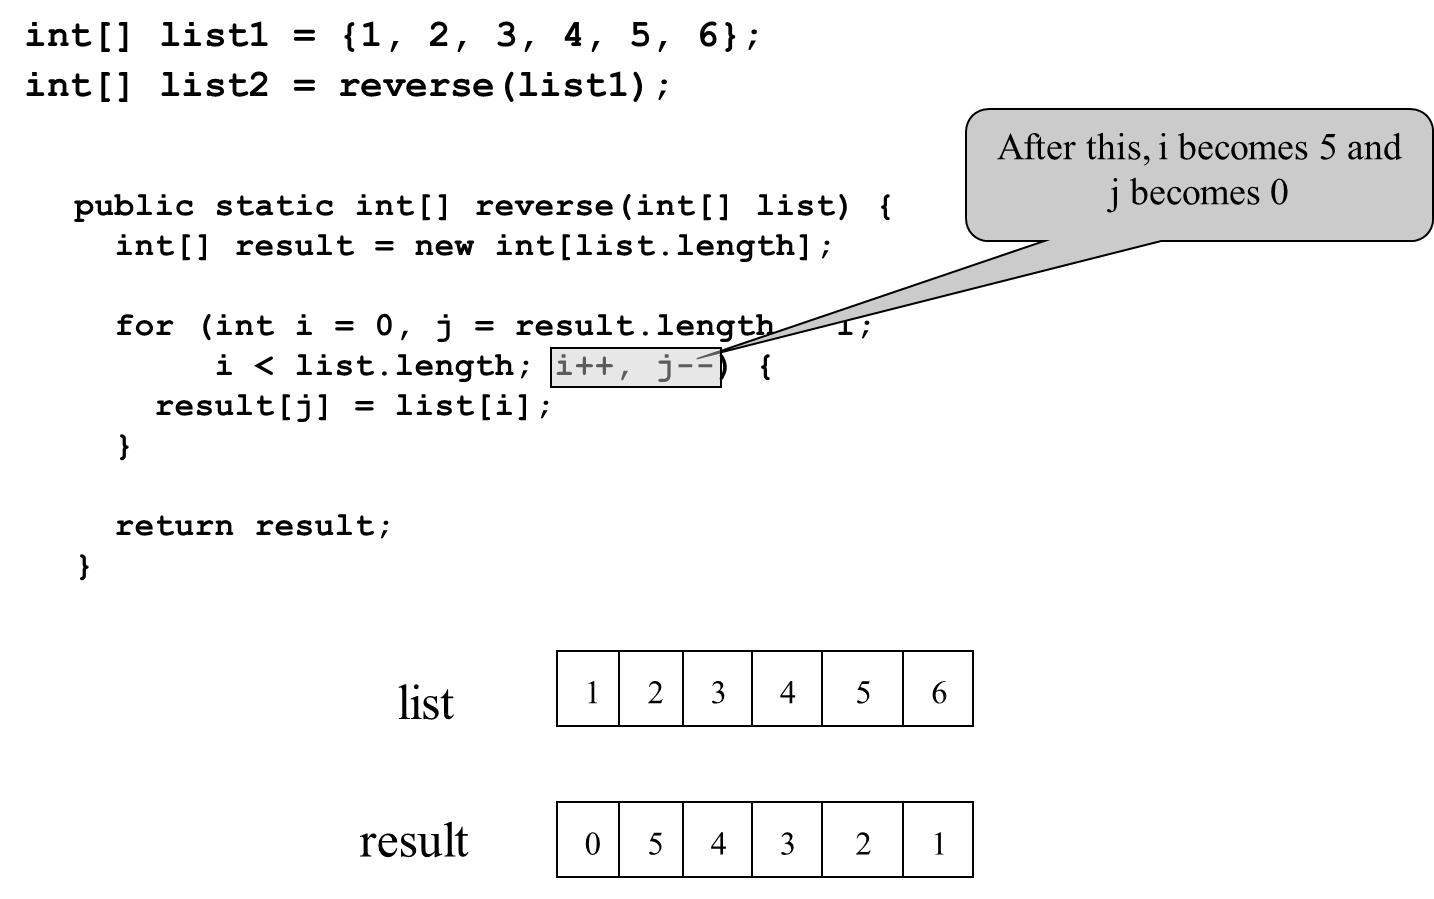 int[] list1 = {1, 2, 3, 4, 5, 6};
int[] list2 = reverse(list1);
After this, i becomes 5 and
j becomes 0
public static int[] reverse(int[] list) {
int[] result = new int[list.length];
for (int i = 0, j = result.length 1;
i < list.length; i++, j--) {
result[j] = list[i];
}
return result;
}
list 1 2 3 4 5 6
result 0 5 4 3 2 1